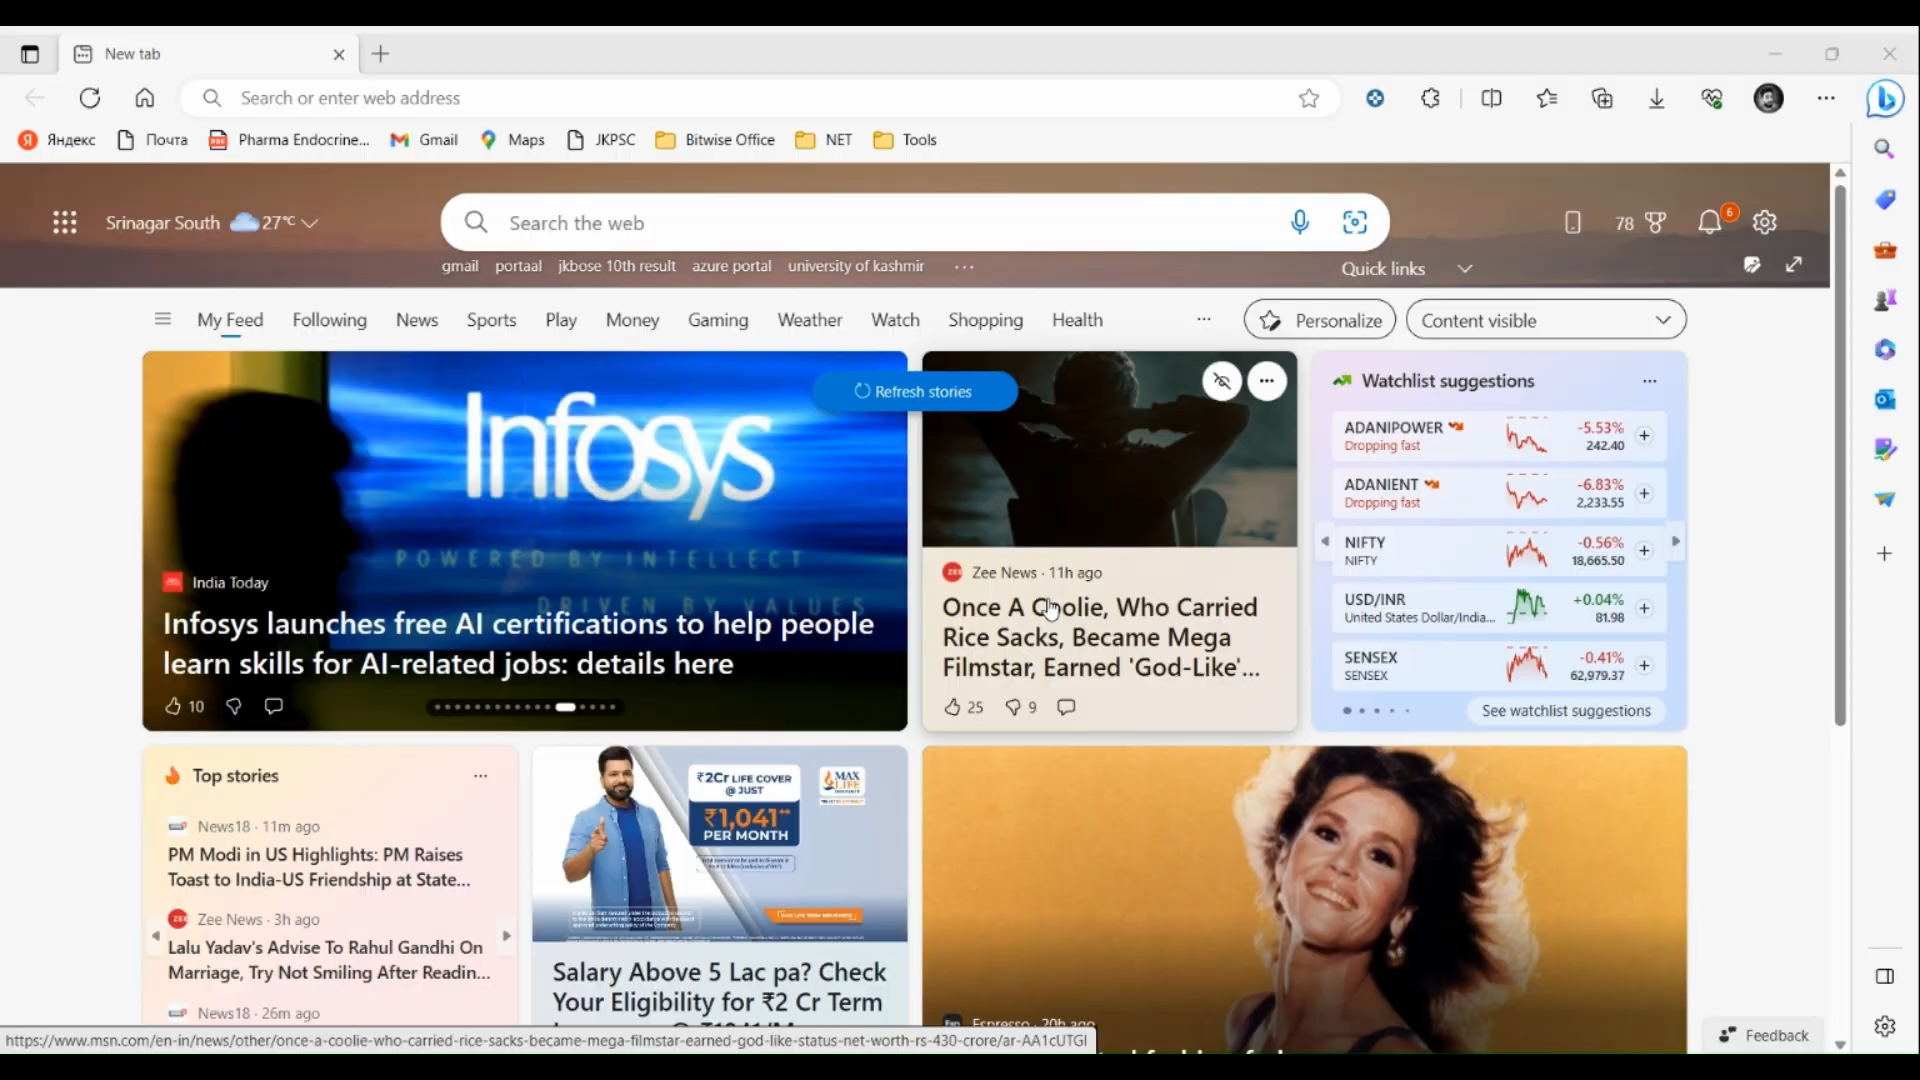 New tab
Search or enter web address
Яндекс Почта Pharma Endocrine... Gmail Maps JKPSC Bitwise Office NET Tools
Srinagar South 27°C
Search the web
78
6
gmail portaal jkbose 10th result azure portal university of kashmir ...
Quick links
My Feed Following News Sports Play Money Gaming Weather Watch Shopping Health ...
Personalize
Content visible
Refresh stories
Infosys
POWERED BY INTELLECT
DRIVEN BY VALUES
India Today
Infosys launches free AI certifications to help people
learn skills for AI-related jobs: details here
10
Zee News · 11h ago
Once A Coolie, Who Carried
Rice Sacks, Became Mega
Filmstar, Earned 'God-Like'...
25 9
Watchlist suggestions
ADANIPOWER -5.53%
Dropping fast 242.40
ADANIENT -6.83%
Dropping fast 2,233.55
NIFTY -0.56%
NIFTY 18,665.50
USD/INR +0.04%
United States Dollar/India... 81.98
SENSEX -0.41%
SENSEX 62,979.37
See watchlist suggestions
Top stories
News18 · 11m ago
PM Modi in US Highlights: PM Raises
Toast to India-US Friendship at State...
Zee News · 3h ago
Lalu Yadav's Advise To Rahul Gandhi On
Marriage, Try Not Smiling After Readin...
News18 · 26m ago
₹2Cr LIFE COVER
@ JUST
₹1,041**
PER MONTH
MAX
LIFE
Salary Above 5 Lac pa? Check
Your Eligibility for ₹2 Cr Term
Espresso · 20h ago
Feedback
https://www.msn.com/en-in/news/other/once-a-coolie-who-carried-rice-sacks-became-mega-filmstar-earned-god-like-status-net-worth-rs-430-crore/ar-AA1cUTGI